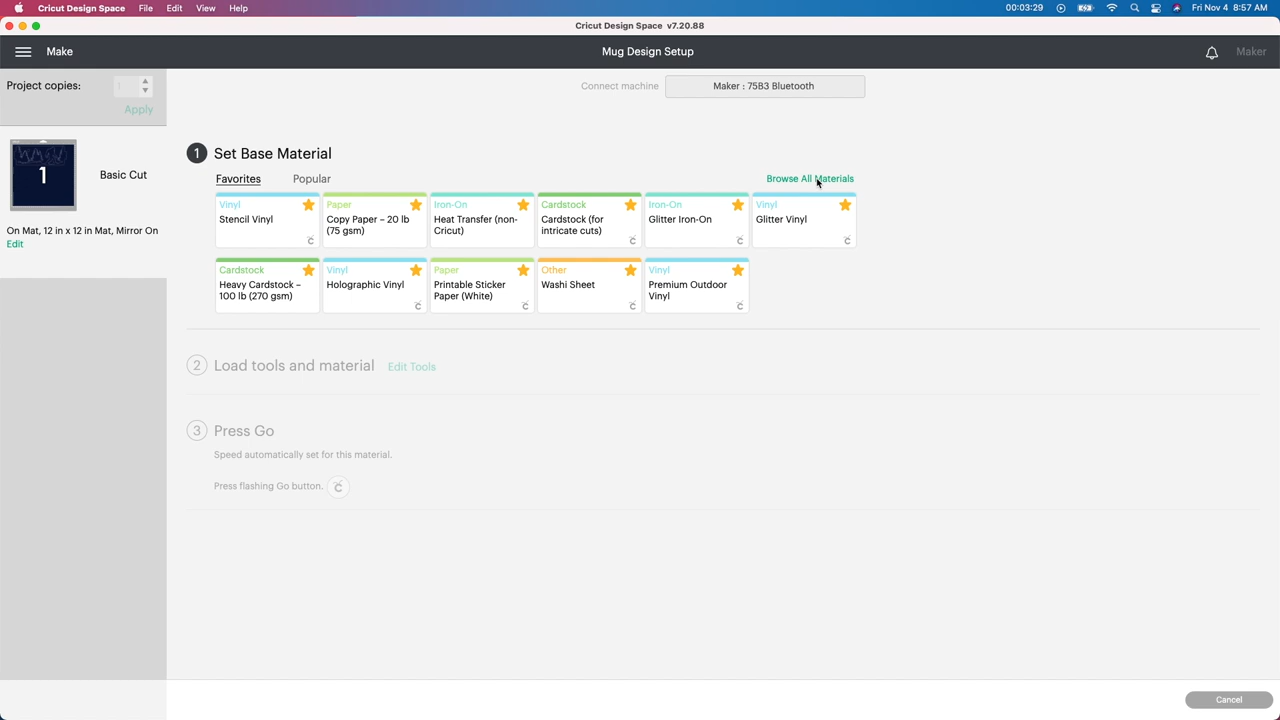 Cricut Design Space File Edit View Help 00:03:29 Fri Nov 4 8:57 AM
Cricut Design Space v7.20.88
Make Mug Design Setup Maker
Project copies: 1
Apply
Connect machine Maker : 75B3 Bluetooth
1 Basic Cut
On Mat, 12 in x 12 in Mat, Mirror On
Edit
1 Set Base Material
Favorites Popular Browse All Materials
Vinyl
Stencil Vinyl
Paper
Copy Paper – 20 lb
(75 gsm)
Iron-On
Heat Transfer (non-
Cricut)
Cardstock
Cardstock (for
intricate cuts)
Iron-On
Glitter Iron-On
Vinyl
Glitter Vinyl
Cardstock
Heavy Cardstock –
100 lb (270 gsm)
Vinyl
Holographic Vinyl
Paper
Printable Sticker
Paper (White)
Other
Washi Sheet
Vinyl
Premium Outdoor
Vinyl
2 Load tools and material Edit Tools
3 Press Go
Speed automatically set for this material.
Press flashing Go button.
Cancel